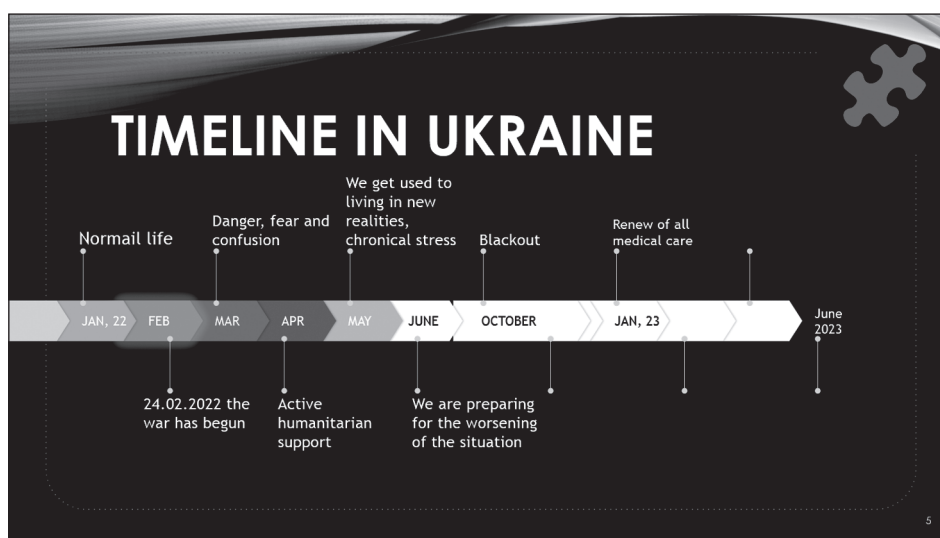 TIMELINE IN UKRAINE
Normail life
Danger, fear and
confusion
We get used to
living in new
realities,
chronical stress
Blackout
Renew of all
medical care
JAN, 22
FEB
MAR
APR
MAY
JUNE
OCTOBER
JAN, 23
June
2023
24.02.2022 the
war has begun
Active
humanitarian
support
We are preparing
for the worsening
of the situation
5